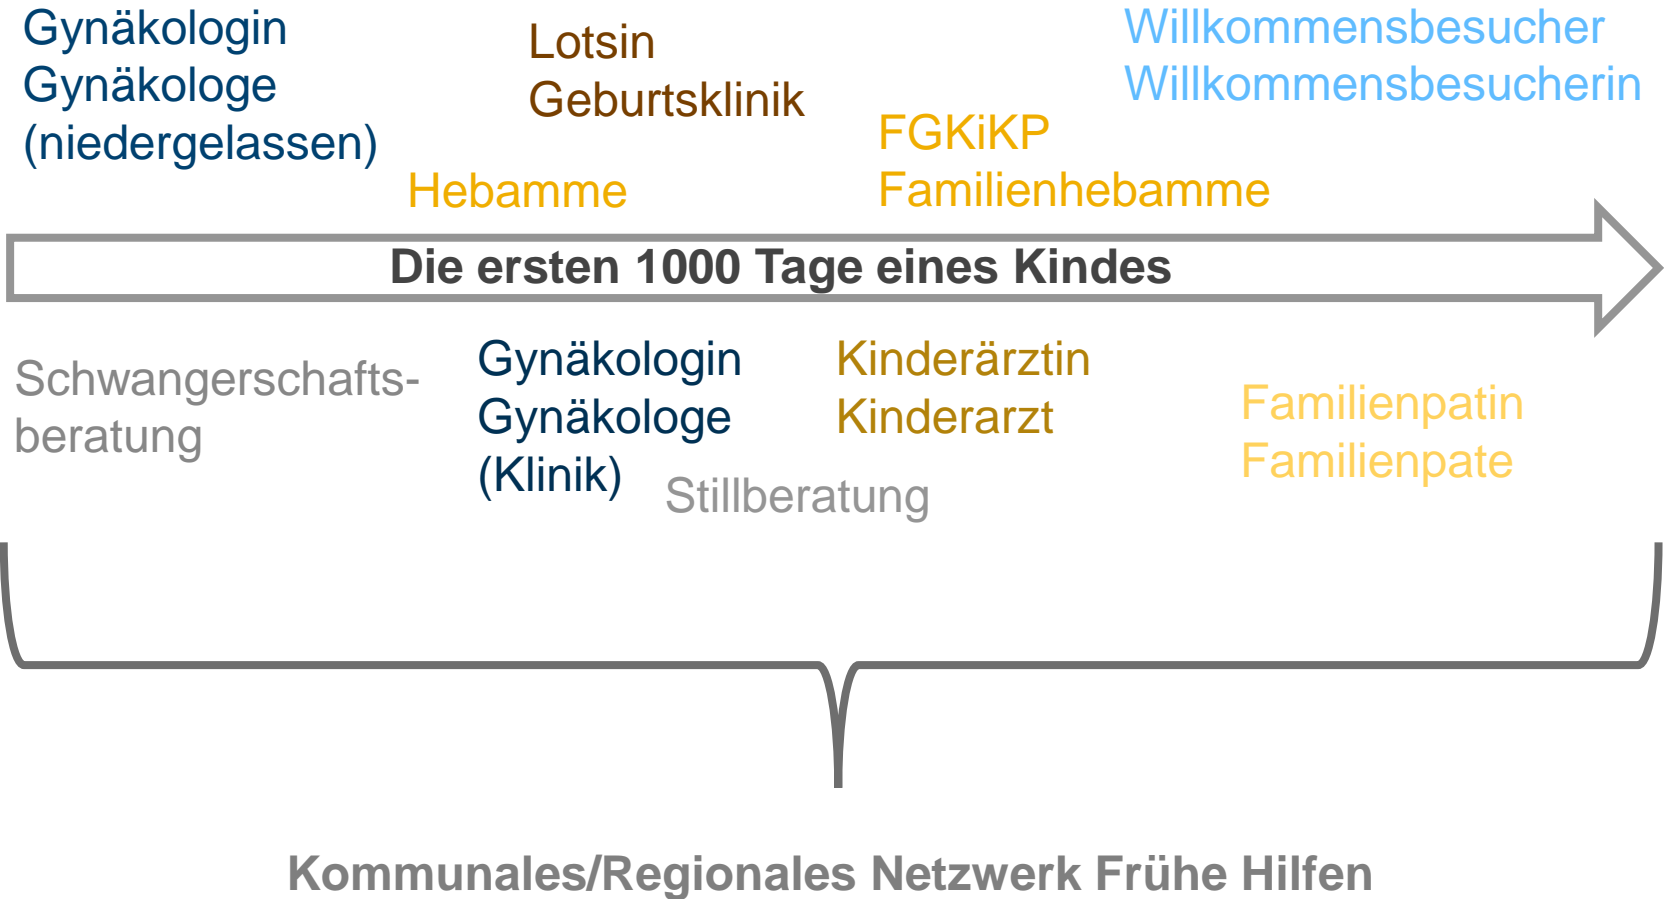 Gynäkologin
Gynäkologe
(niedergelassen)
Lotsin
Geburtsklinik
Willkommensbesucher
Willkommensbesucherin
Hebamme
FGKiKP
Familienhebamme
Die ersten 1000 Tage eines Kindes
Schwangerschafts-
beratung
Gynäkologin
Gynäkologe
(Klinik)
Stillberatung
Kinderärztin
Kinderarzt
Familienpatin
Familienpate
Kommunales/Regionales Netzwerk Frühe Hilfen